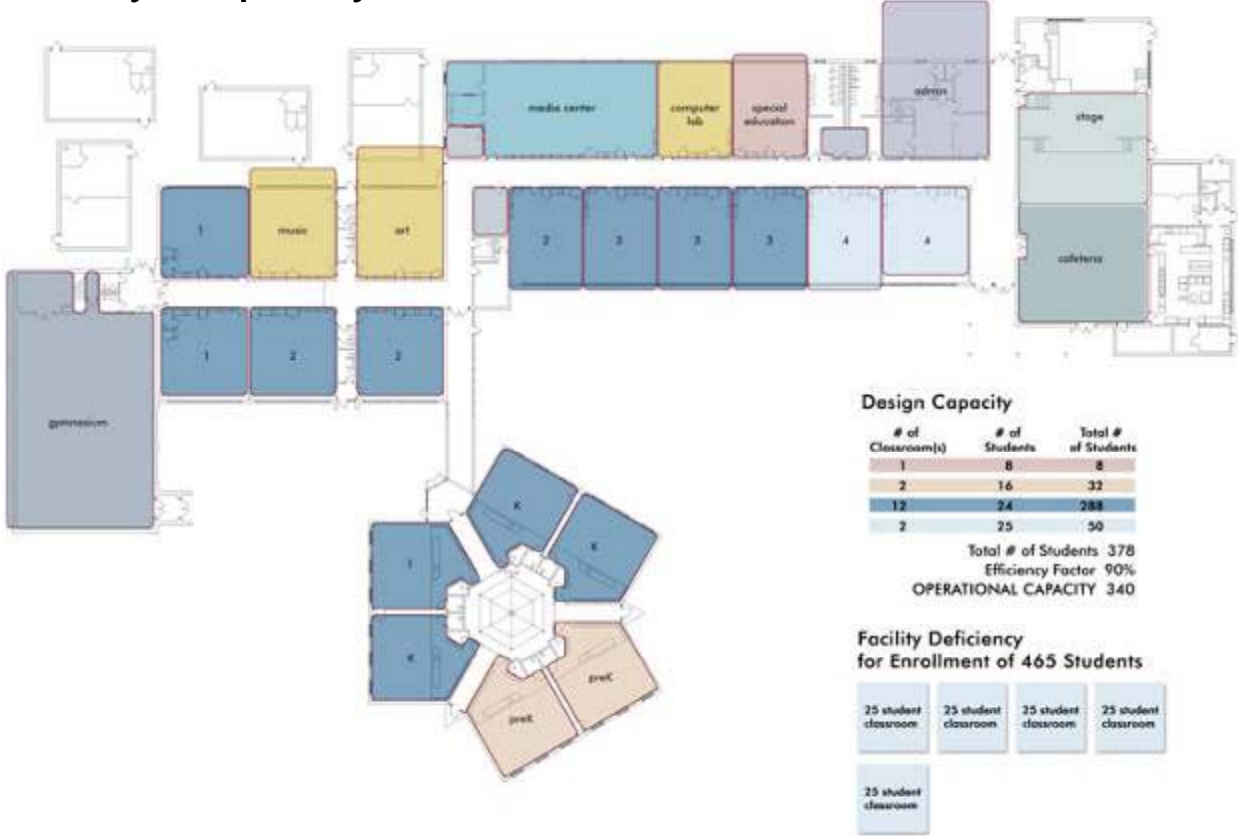 media center
computer
lab
special
education
admin
stage
1
music
art
2
3
3
3
4
4
cafeteria
1
2
2
gymnasium
K
K
1
K
preK
preK
Design Capacity
# of
Classroom(s)
# of
Students
Total #
of Students
1 8 8
2 16 32
12 24 288
2 25 50
Total # of Students 378
Efficiency Factor 90%
OPERATIONAL CAPACITY 340
Facility Deficiency
for Enrollment of 465 Students
25 student
classroom
25 student
classroom
25 student
classroom
25 student
classroom
25 student
classroom